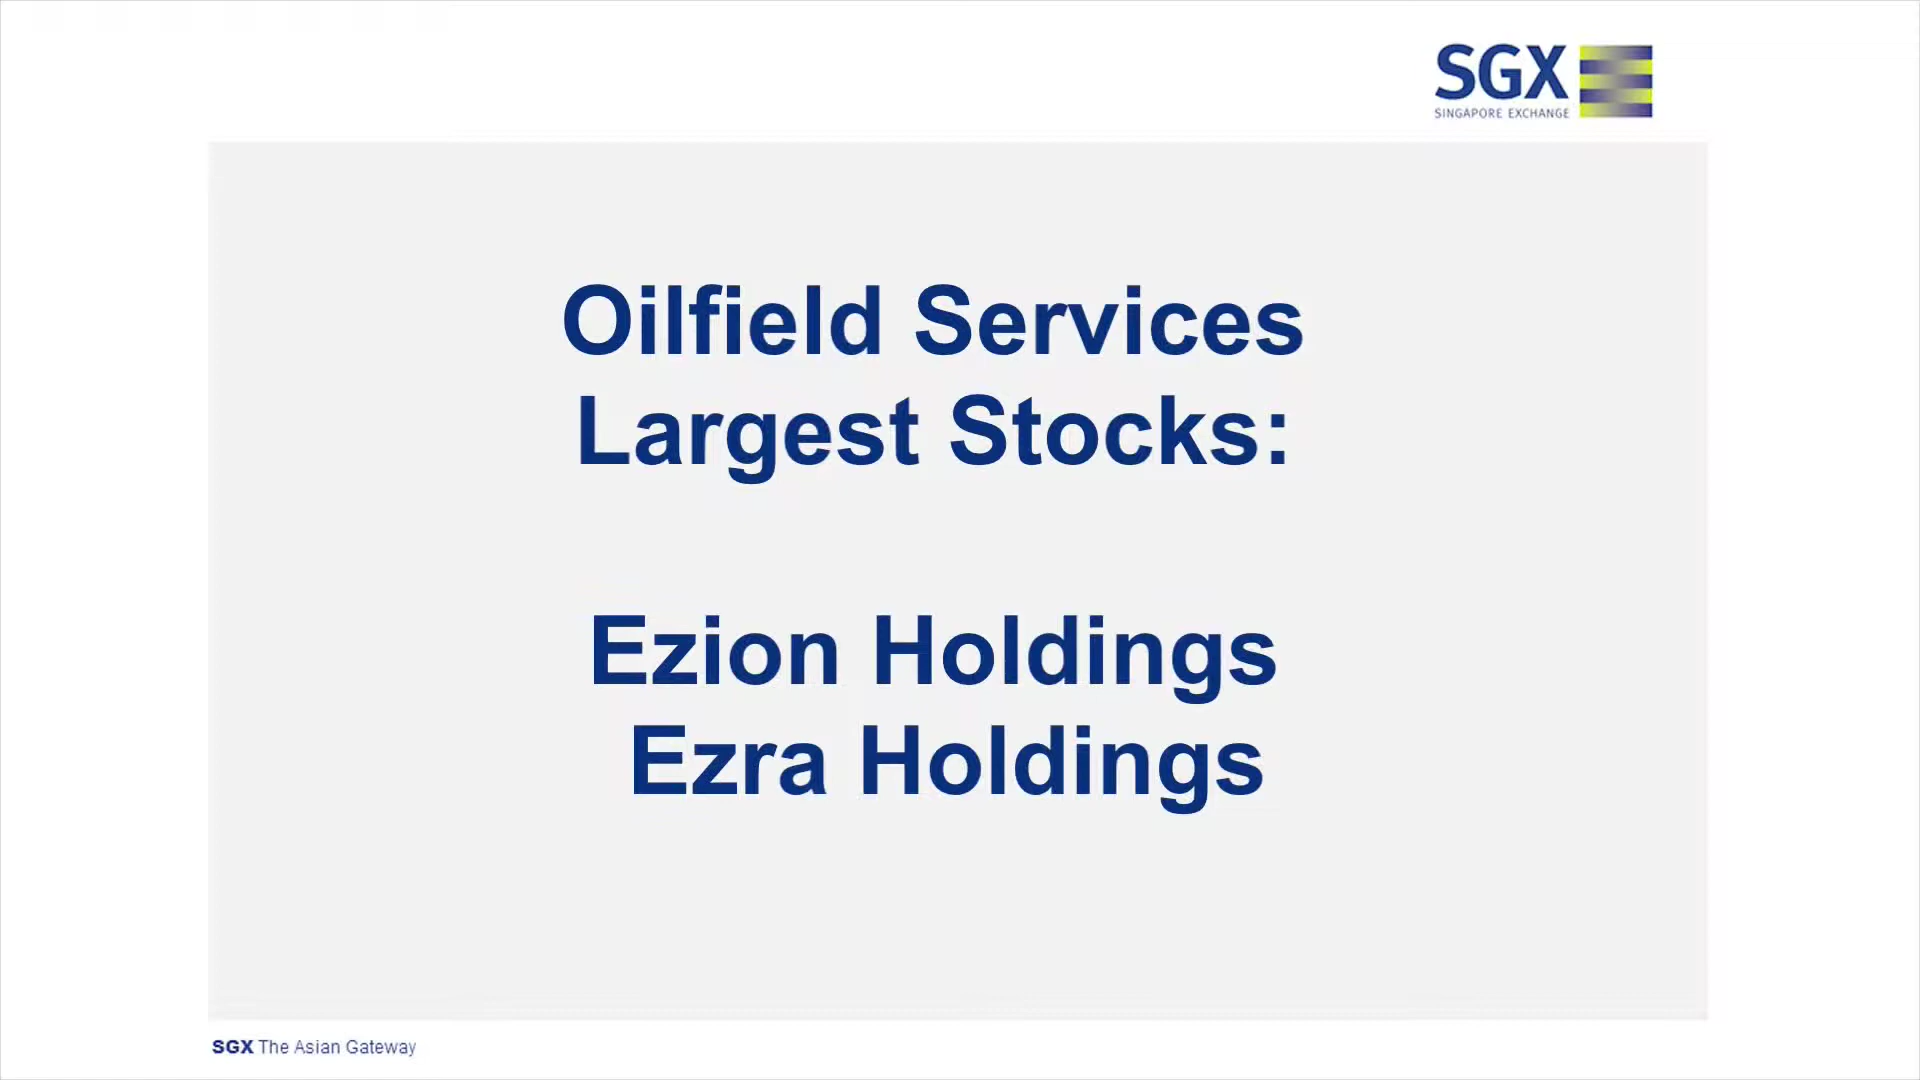 SGX
SINGAPORE EXCHANGE
Oilfield Services
Largest Stocks:
Ezion Holdings
Ezra Holdings
SGX The Asian Gateway